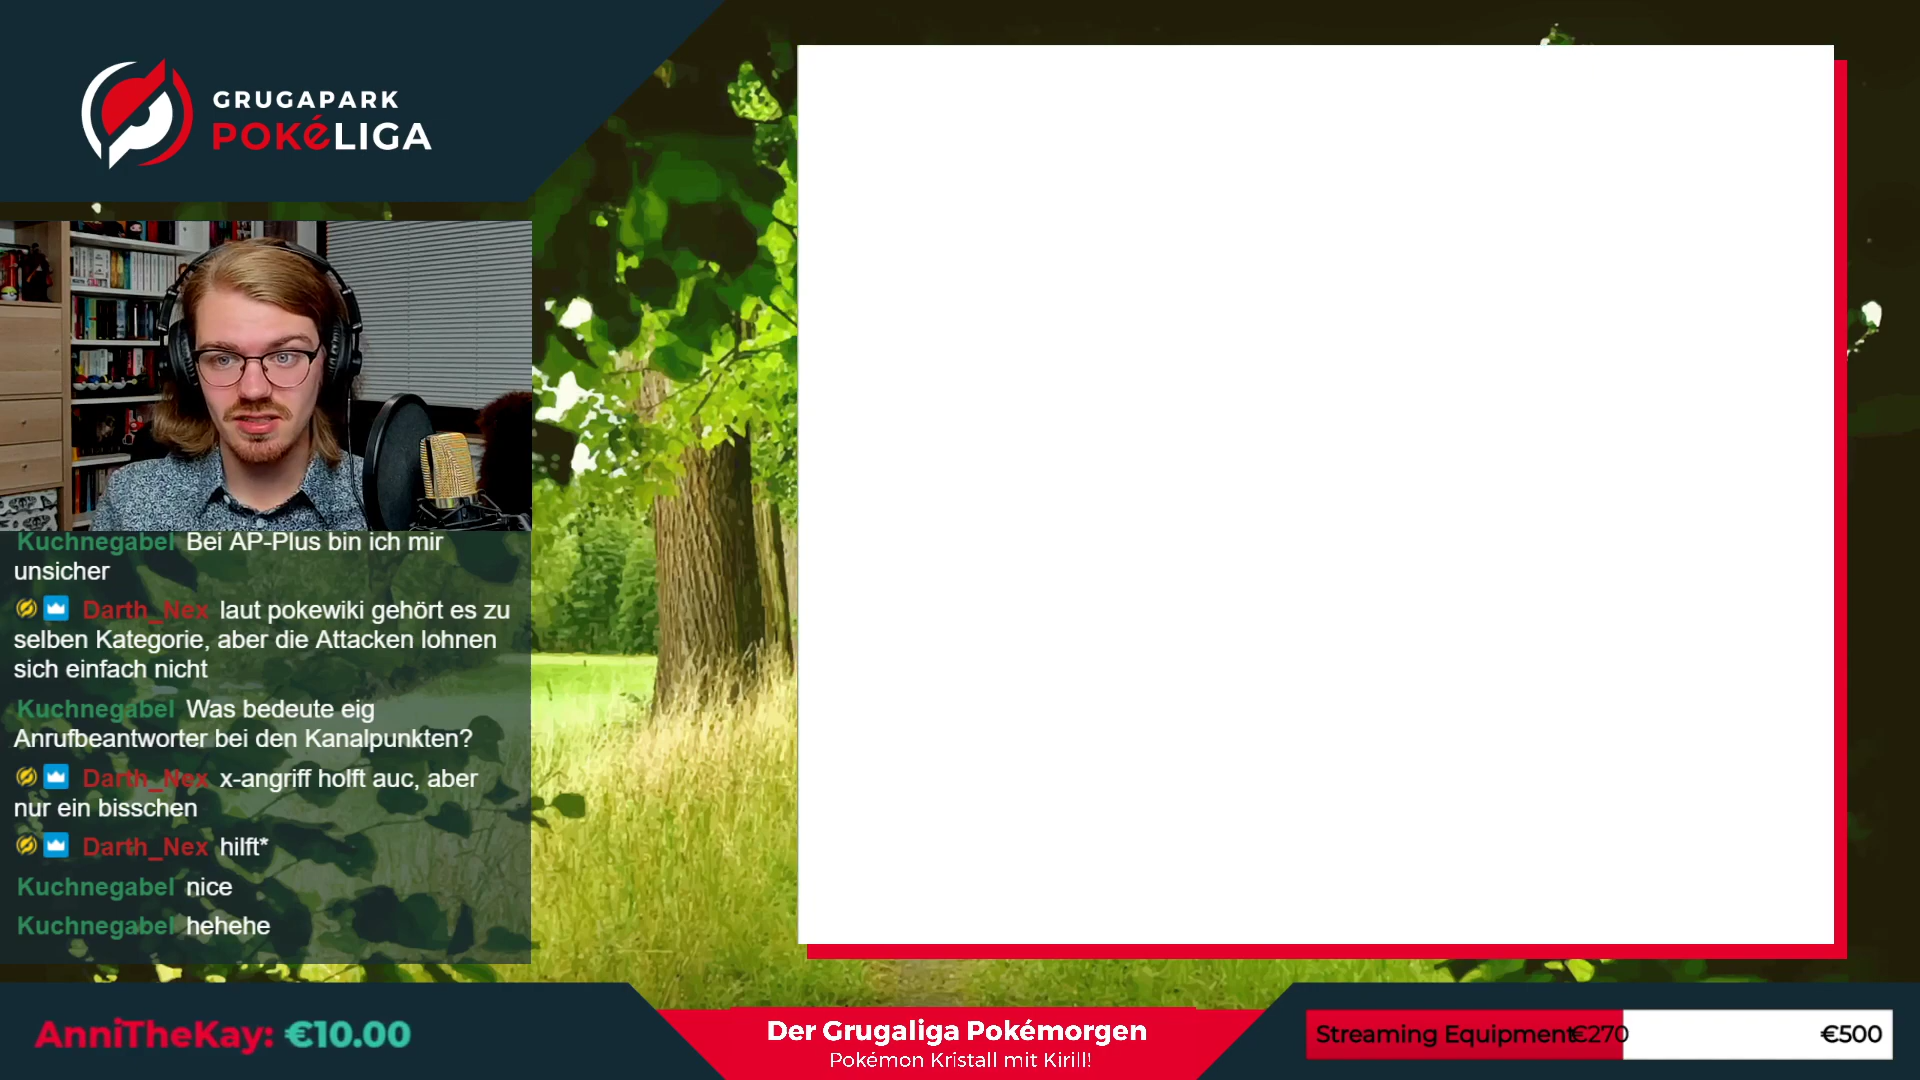 GRUGAPARK
POKéLIGA
Kuchnegabel Bei AP-Plus bin ich mir
unsicher
Darth_Nex laut pokewiki gehört es zu
selben Kategorie, aber die Attacken lohnen
sich einfach nicht
Kuchnegabel Was bedeute eig
Anrufbeantworter bei den Kanalpunkten?
Darth_Nex x-angriff holft auc, aber
nur ein bisschen
Darth_Nex hilft*
Kuchnegabel nice
Kuchnegabel hehehe
AnniTheKay: €10.00
Der Grugaliga Pokémorgen
Pokémon Kristall mit Kirill!
Streaming Equipment €270 €500